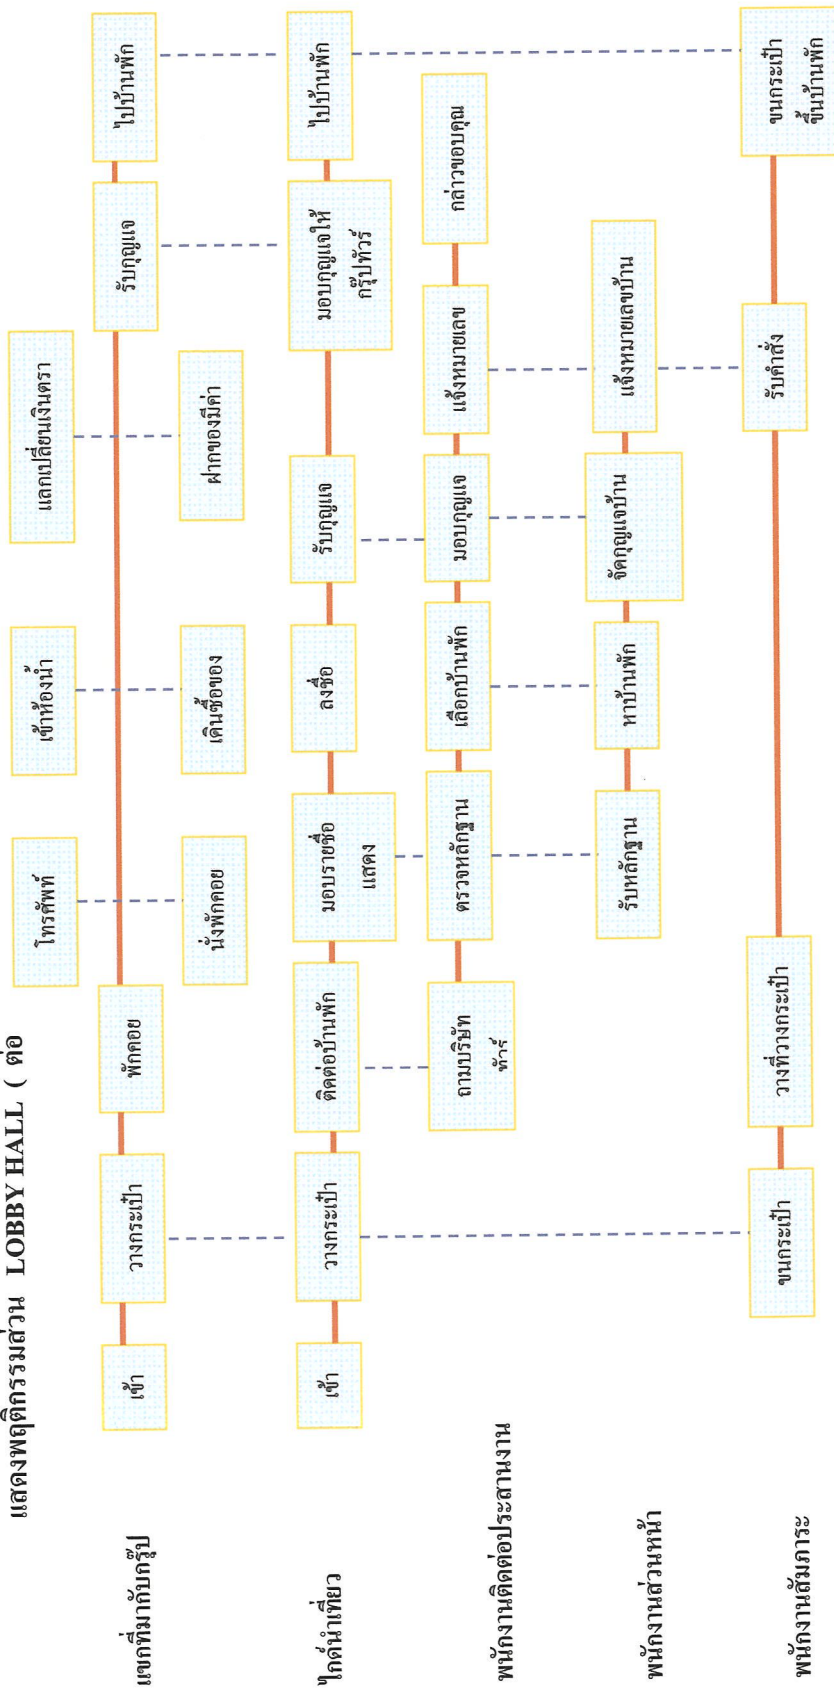 แสดงพฤติกรรมส่วน LOBBY HALL ( ต่อ
แขกที่มากับกรุ๊ป
เข้า
วางกระเป๋า
พักคอย
โทรศัพท์
นั่งพักคอย
เข้าห้องน้ำ
เดินซื้อของ
แลกเปลี่ยนเงินตรา
ฝากของมีค่า
รับกุญแจ
ไปบ้านพัก
ไกด์นำเที่ยว
เข้า
วางกระเป๋า
ติดต่อบ้านพัก
มอบรายชื่อ
แสดง
ลงชื่อ
รับกุญแจ
มอบกุญแจให้
กรุ๊ปทัวร์
ไปบ้านพัก
พนักงานติดต่อประสานงาน
ถามบริษัท
ทัวร์
ตรวจหลักฐาน
เลือกบ้านพัก
มอบกุญแจ
แจ้งหมายเลข
กล่าวขอบคุณ
พนักงานส่วนหน้า
รับหลักฐาน
หาบ้านพัก
จัดกุญแจบ้าน
แจ้งหมายเลขบ้าน
พนักงานสัมภาระ
ขนกระเป๋า
วางที่วางกระเป๋า
รับคำสั่ง
ขนกระเป๋า
ขึ้นบ้านพัก